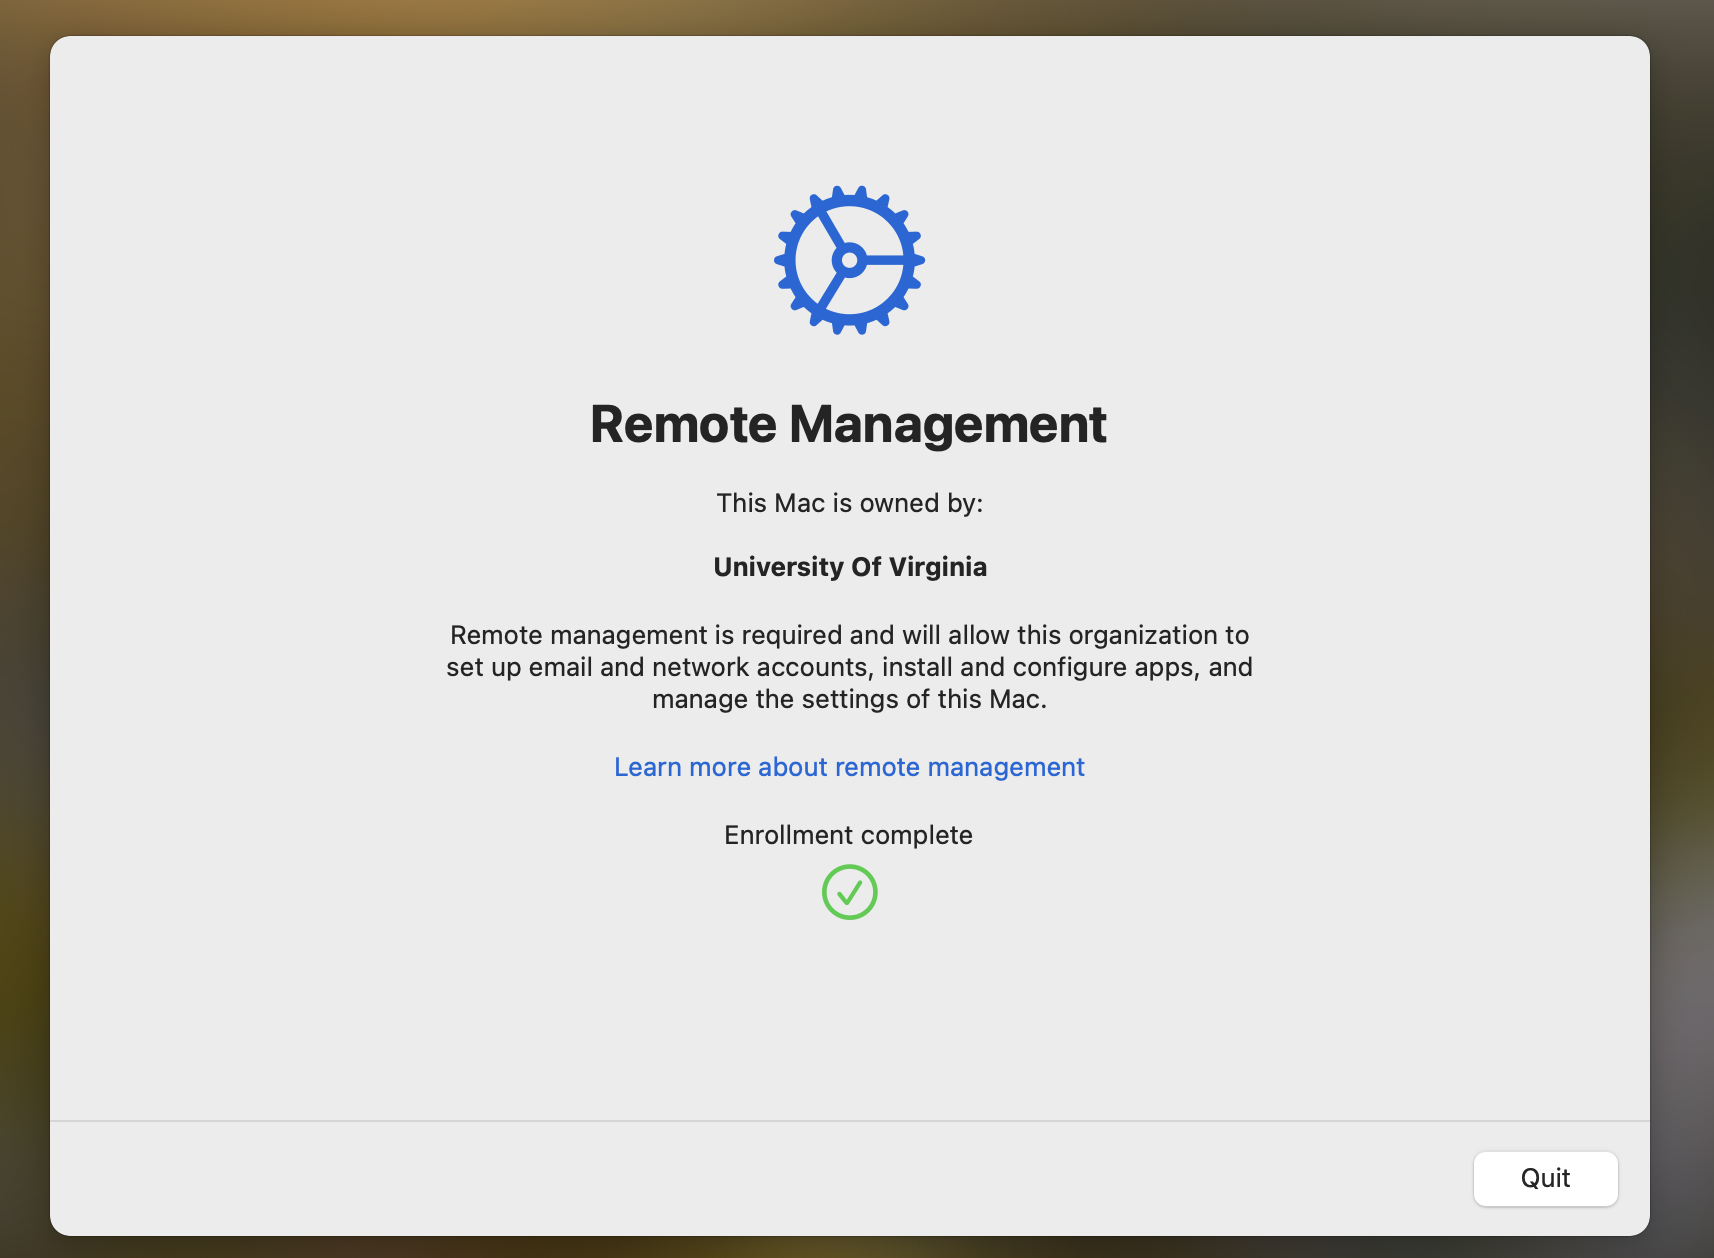 Remote Management
This Mac is owned by:
University Of Virginia
Remote management is required and will allow this organization to
set up email and network accounts, install and configure apps, and
manage the settings of this Mac.
Learn more about remote management
Enrollment complete
Quit